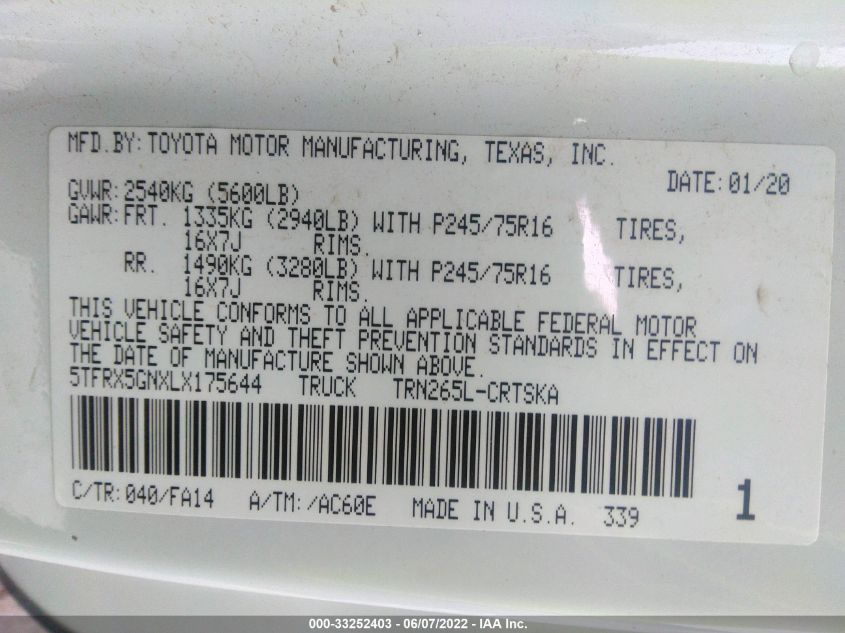 MFD.BY:TOYOTA MOTOR MANUFACTURING, TEXAS, INC.
DATE:01/20
GVWR:2540KG (5600LB)
GAWR:FRT. 1335KG (2940LB) WITH P245/75R16 TIRES,
16X7J RIMS.
RR. 1490KG (3280LB) WITH P245/75R16 TIRES,
16X7J RIMS.
THIS VEHICLE CONFORMS TO ALL APPLICABLE FEDERAL MOTOR
VEHICLE SAFETY AND THEFT PREVENTION STANDARDS IN EFFECT ON
THE DATE OF MANUFACTURE SHOWN ABOVE.
5TFRX5GNXLX175644 TRUCK TRN265L-CRTSKA
C/TR:040/FA14 A/TM:/AC60E MADE IN U.S.A. 339
1
000-33252403 - 06/07/2022 - IAA Inc.